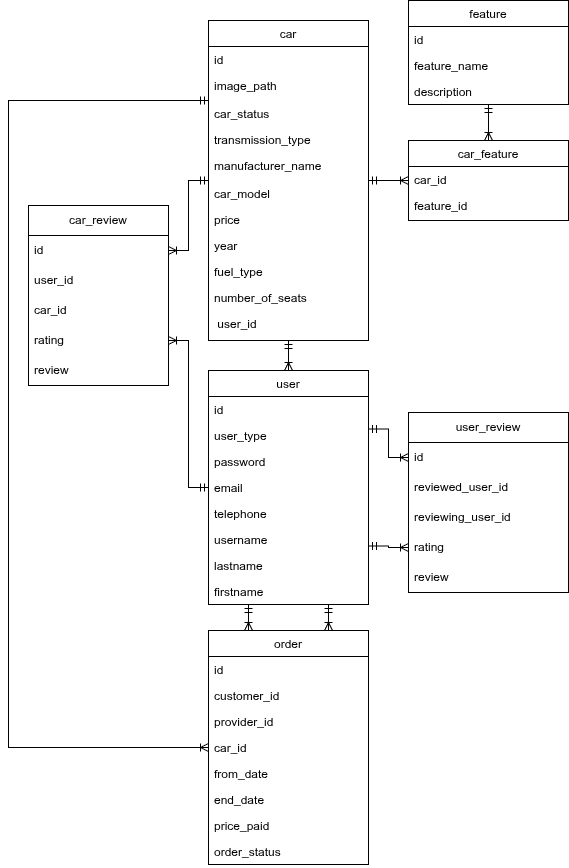 feature
id
feature_name
description
car
id
image_path
car_status
transmission_type
manufacturer_name
car_model
price
year
fuel_type
number_of_seats
user_id
car_feature
car_id
feature_id
car_review
id
user_id
car_id
rating
review
user
id
user_type
password
email
telephone
username
lastname
firstname
user_review
id
reviewed_user_id
reviewing_user_id
rating
review
order
id
customer_id
provider_id
car_id
from_date
end_date
price_paid
order_status